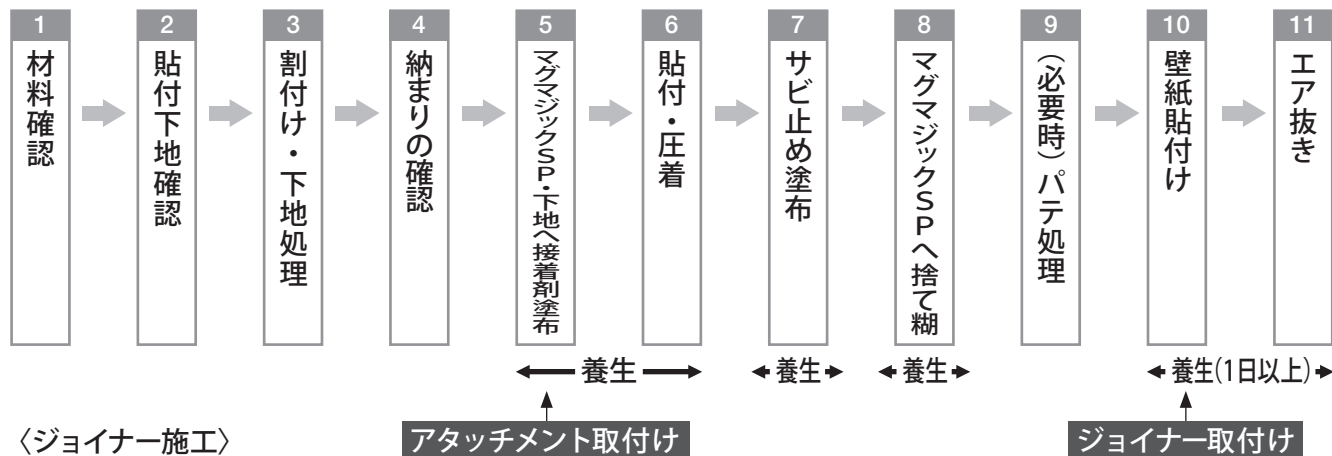 1
材料確認
2
貼付下地確認
3
割付け・下地処理
4
納まりの確認
5
マグマジックSP・下地へ接着剤塗布
6
貼付・圧着
7
サビ止め塗布
8
マグマジックSPへ捨て糊
9
(必要時)パテ処理
10
壁紙貼付け
11
エア抜き
養生
養生
養生
養生(1日以上)
〈ジョイナー施工〉
アタッチメント取付け
ジョイナー取付け